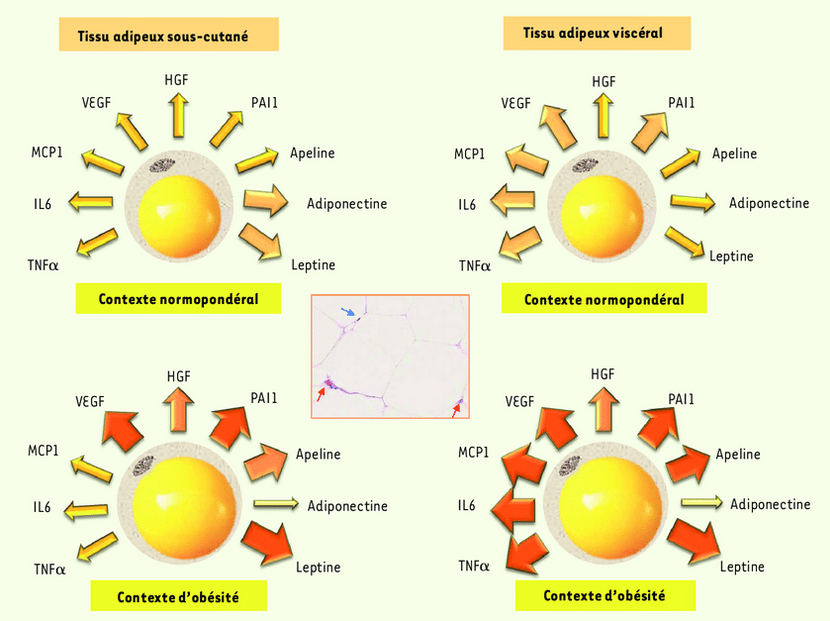 Tissu adipeux sous-cutané
HGF
VEGF
PAI1
MCP1
Apeline
IL6
Adiponectine
TNFα
Leptine
Contexte normopondéral
Tissu adipeux viscéral
HGF
VEGF
PAI1
MCP1
Apeline
IL6
Adiponectine
TNFα
Leptine
Contexte normopondéral
HGF
VEGF
PAI1
MCP1
Apeline
IL6
Adiponectine
TNFα
Leptine
Contexte d'obésité
HGF
VEGF
PAI1
MCP1
Apeline
IL6
Adiponectine
TNFα
Leptine
Contexte d'obésité